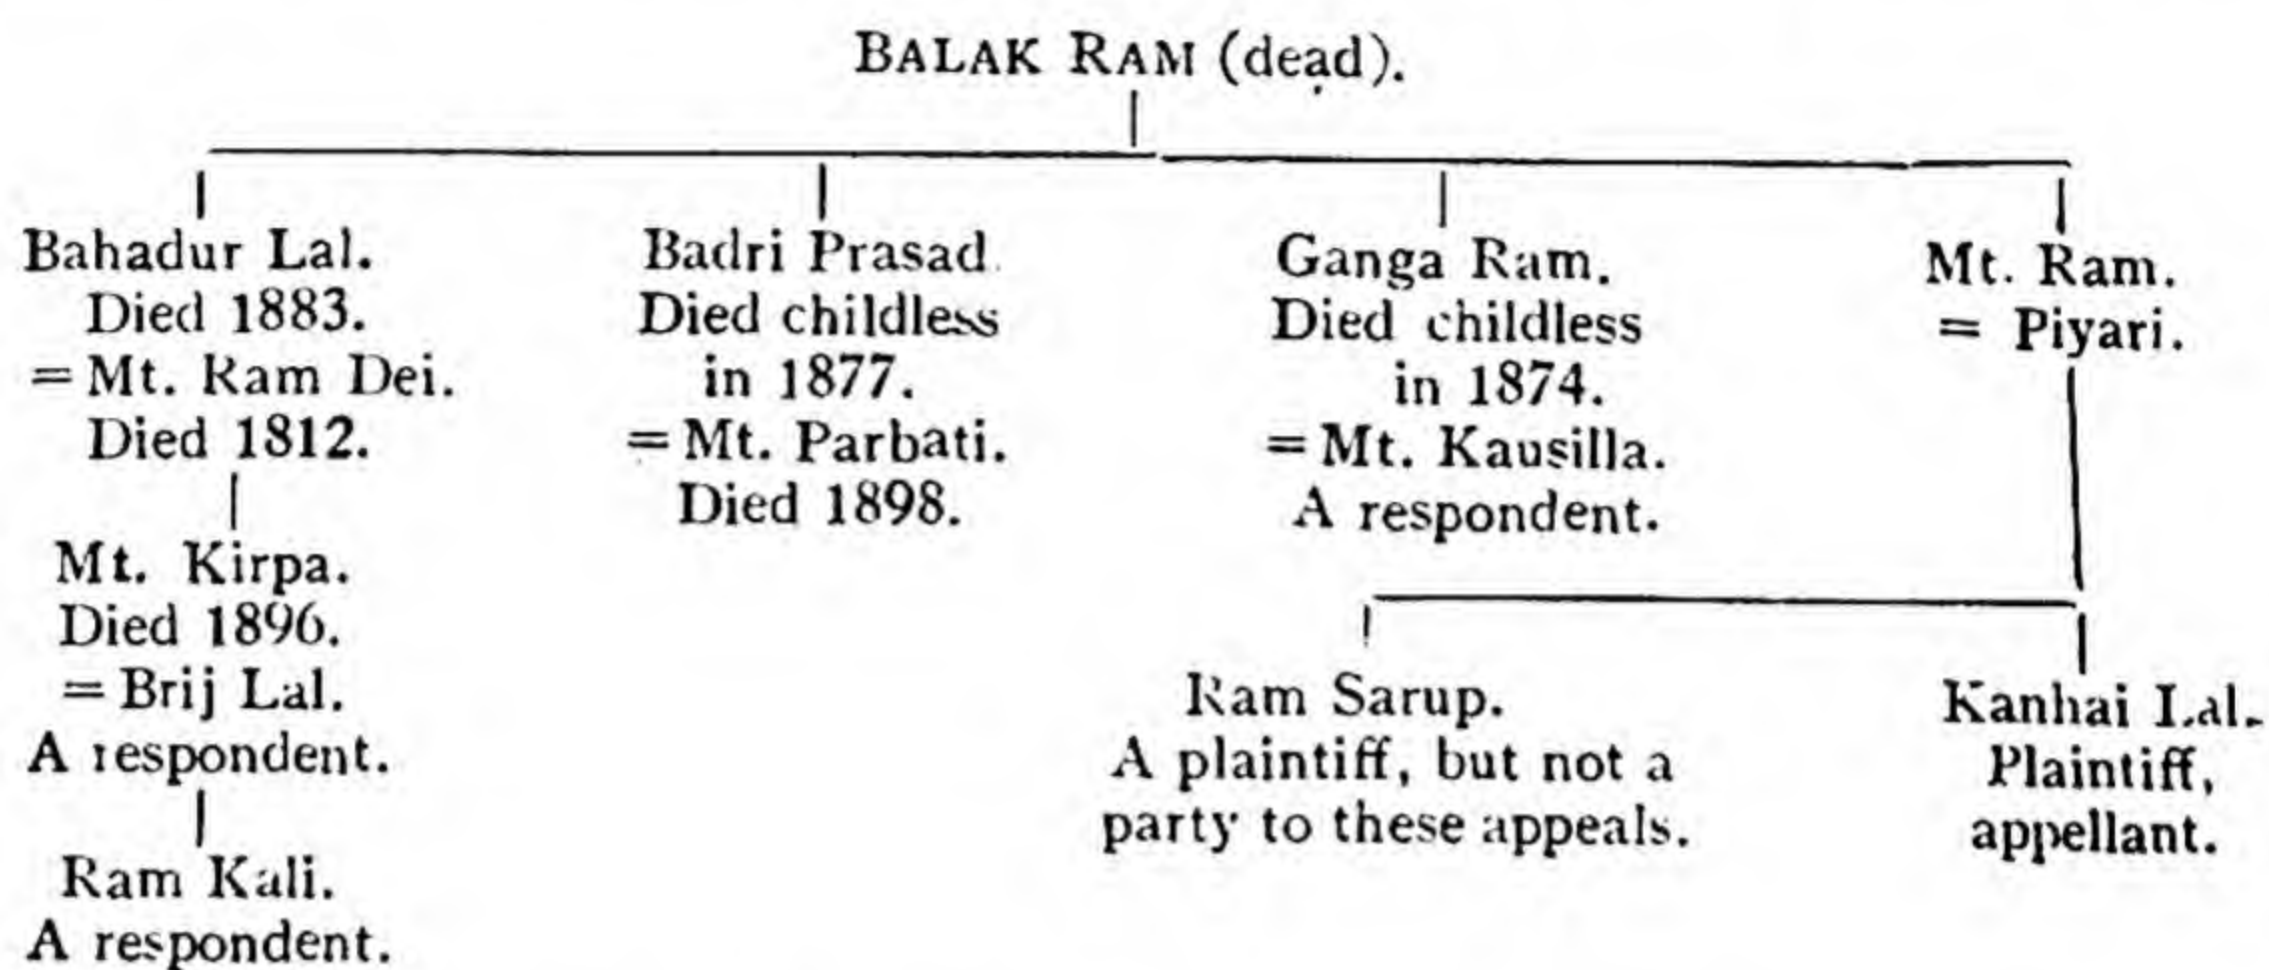 BALAK RAM (dead).
Bahadur Lal.
Died 1883.
= Mt. Ram Dei.
Died 1812.
Mt. Kirpa.
Died 1896.
= Brij Lal.
A respondent.
Ram Kali.
A respondent.
Badri Prasad
Died childless
in 1877.
= Mt. Parbati.
Died 1898.
Ganga Ram.
Died childless
in 1874.
= Mt. Kausilla.
A respondent.
Mt. Ram.
= Piyari.
Ram Sarup.
A plaintiff, but not a
party to these appeals.
Kanhai Lal.
Plaintiff,
appellant.